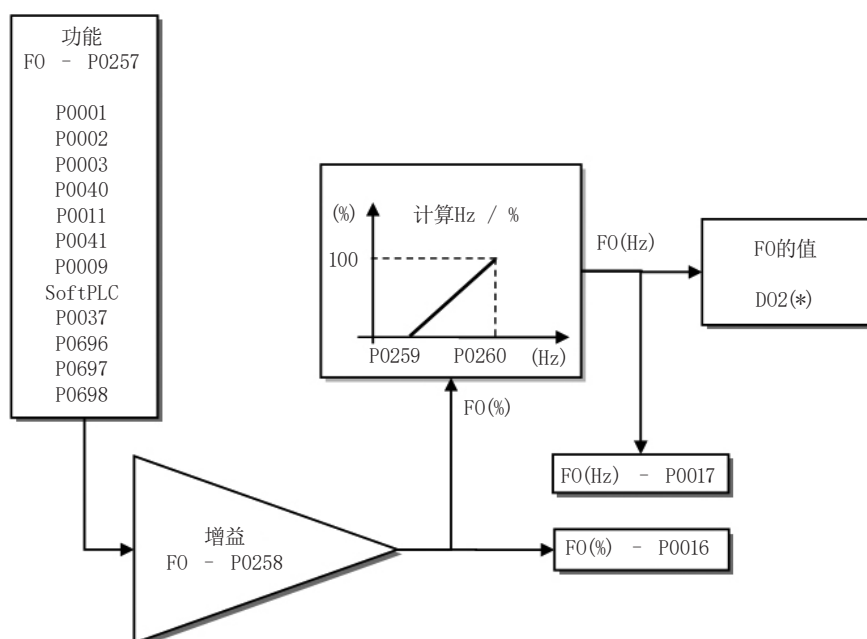 功能
FO - P0257
P0001
P0002
P0003
P0040
P0011
P0041
P0009
SoftPLC
P0037
P0696
P0697
P0698
(%)
计算Hz / %
100
P0259
P0260
(Hz)
FO(Hz)
FO的值
DO2(*)
FO(%)
FO(Hz) - P0017
增益
FO - P0258
FO(%) - P0016